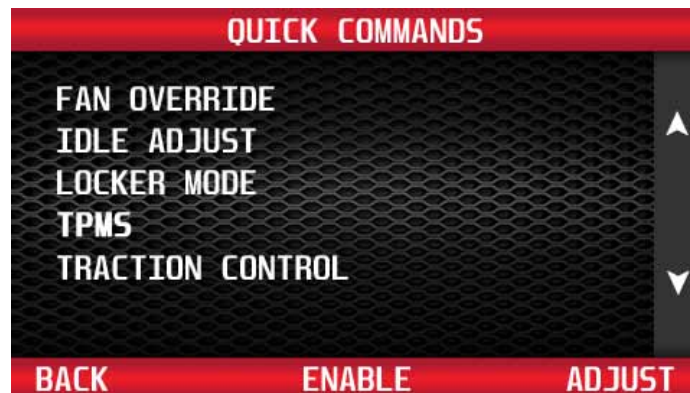 QUICK COMMANDS
FAN OVERRIDE
IDLE ADJUST
LOCKER MODE
TPMS
TRACTION CONTROL
BACK ENABLE ADJUST